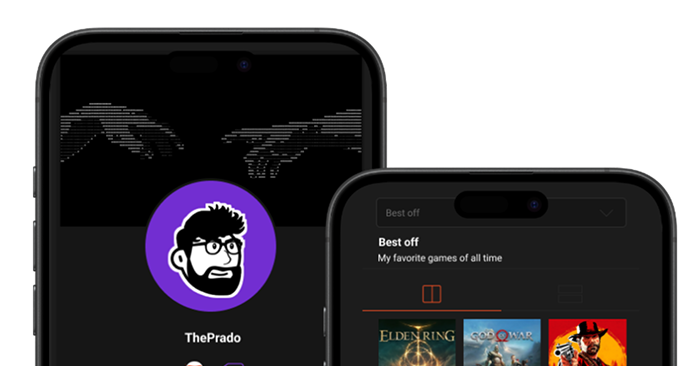 ThePrado
Best off
Best off
My favorite games of all time
ELDEN RING
GOD OF WAR